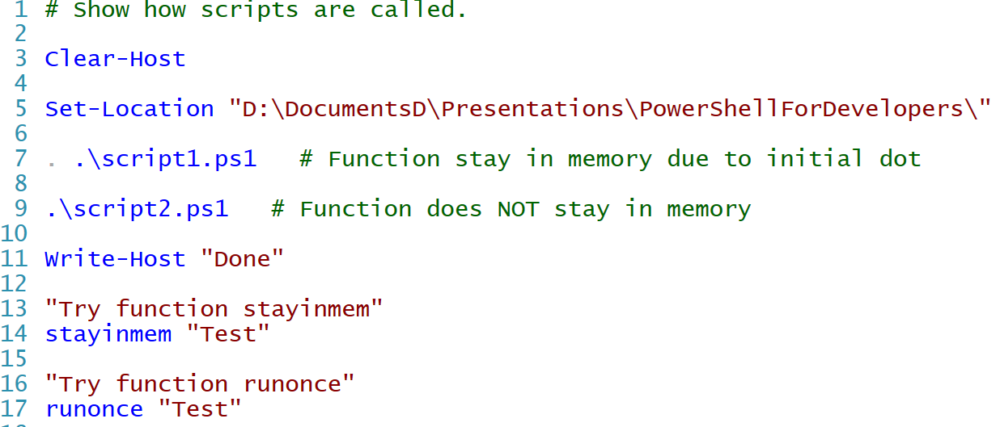 1 # Show how scripts are called.
2
3 Clear-Host
4
5 Set-Location "D:\DocumentsD\Presentations\PowerShellForDevelopers\"
6
7 . .\script1.ps1   # Function stay in memory due to initial dot
8
9 .\script2.ps1   # Function does NOT stay in memory
10
11 Write-Host "Done"
12
13 "Try function stayinmem"
14 stayinmem "Test"
15
16 "Try function runonce"
17 runonce "Test"